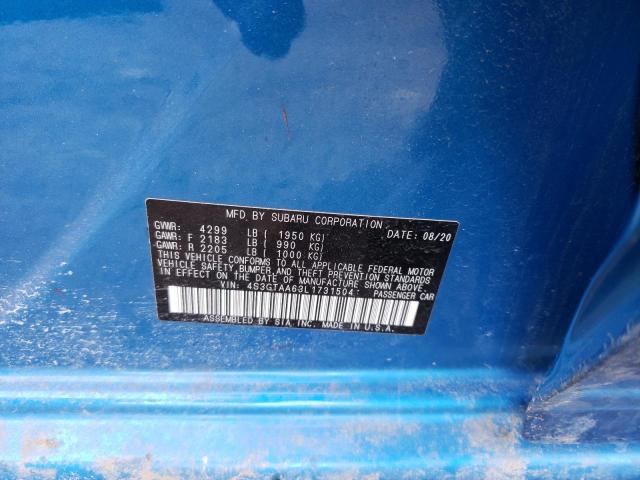 MFD. BY SUBARU CORPORATION
GVWR: 4299 LB ( 1950 KG) DATE: 08/20
GAWR: F 2183 LB ( 990 KG)
GAWR: R 2205 LB ( 1000 KG)
THIS VEHICLE CONFORMS TO ALL APPLICABLE FEDERAL MOTOR
VEHICLE SAFETY, BUMPER, AND THEFT PREVENTION STANDARDS
IN EFFECT ON THE DATE OF MANUFACTURE SHOWN ABOVE.
VIN: 4S3GTAA63L1731504 PASSENGER CAR
ASSEMBLED BY SIA, INC. MADE IN U.S.A.